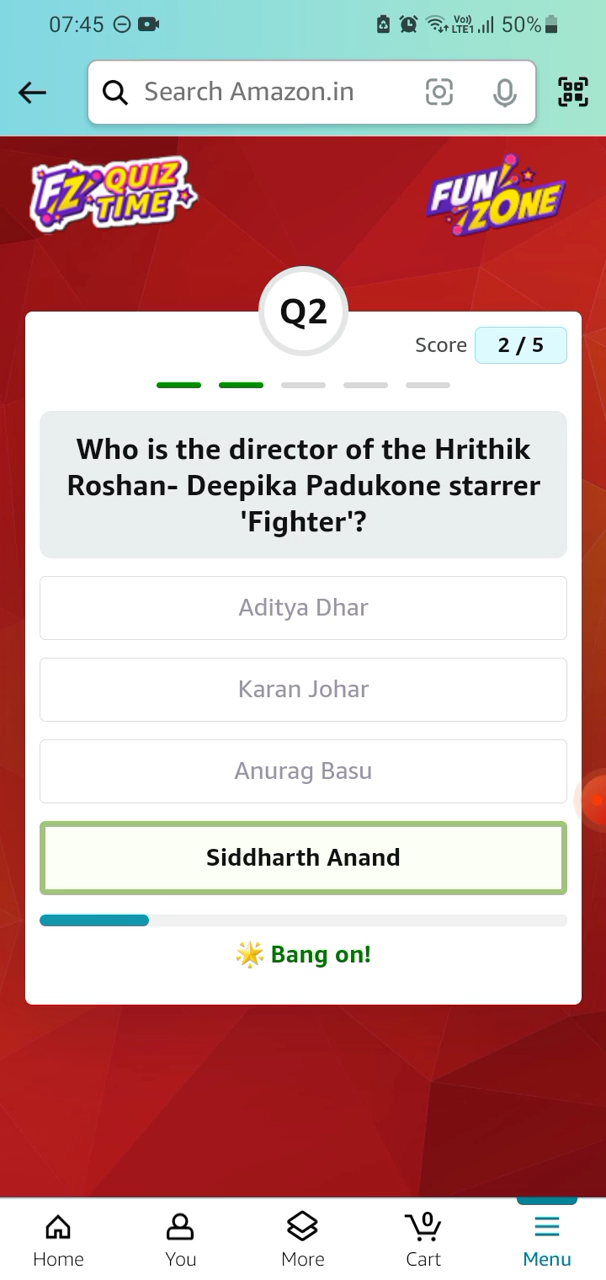 07:45
Vo)) LTE1 50%
Search Amazon.in
FZ QUIZ TIME
FUN ZONE
Q2
Score 2 / 5
Who is the director of the Hrithik
Roshan- Deepika Padukone starrer
'Fighter'?
Aditya Dhar
Karan Johar
Anurag Basu
Siddharth Anand
Bang on!
0
Home You More Cart Menu